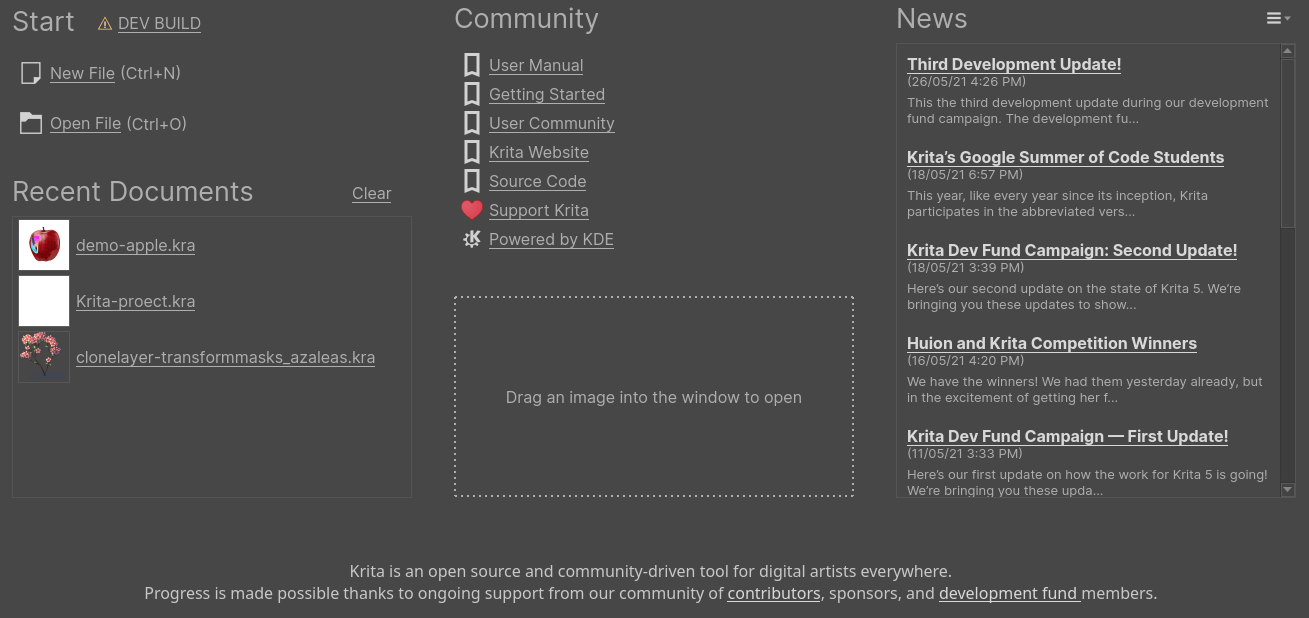 Start
DEV BUILD
New File (Ctrl+N)
Open File (Ctrl+O)
Recent Documents
Clear
demo-apple.kra
Krita-proect.kra
clonelayer-transformmasks_azaleas.kra
Community
User Manual
Getting Started
User Community
Krita Website
Source Code
Support Krita
Powered by KDE
Drag an image into the window to open
News
Third Development Update!
(26/05/21 4:26 PM)
This the third development update during our development
fund campaign. The development fu...
Krita’s Google Summer of Code Students
(18/05/21 6:57 PM)
This year, like every year since its inception, Krita
participates in the abbreviated vers...
Krita Dev Fund Campaign: Second Update!
(18/05/21 3:39 PM)
Here’s our second update on the state of Krita 5. We’re
bringing you these updates to show...
Huion and Krita Competition Winners
(16/05/21 4:20 PM)
We have the winners! We had them yesterday already, but
in the excitement of getting her f...
Krita Dev Fund Campaign — First Update!
(11/05/21 3:33 PM)
Here’s our first update on how the work for Krita 5 is going!
We’re bringing you these upda...
Krita is an open source and community-driven tool for digital artists everywhere.
Progress is made possible thanks to ongoing support from our community of contributors, sponsors, and development fund members.